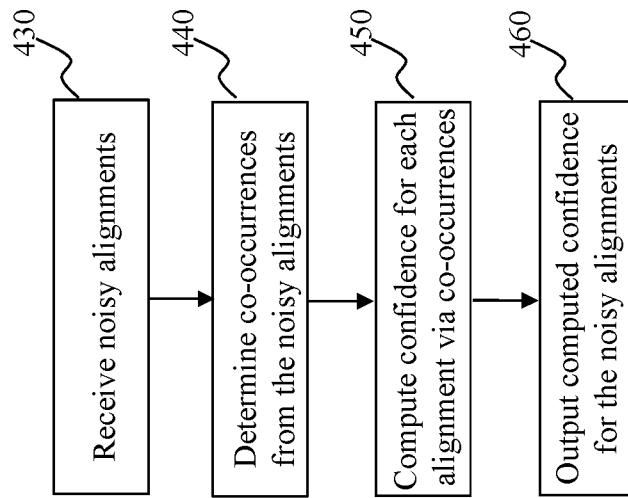 430
Receive noisy alignments
440
Determine co-occurrences
from the noisy alignments
450
Compute confidence for each
alignment via co-occurrences
460
Output computed confidence
for the noisy alignments